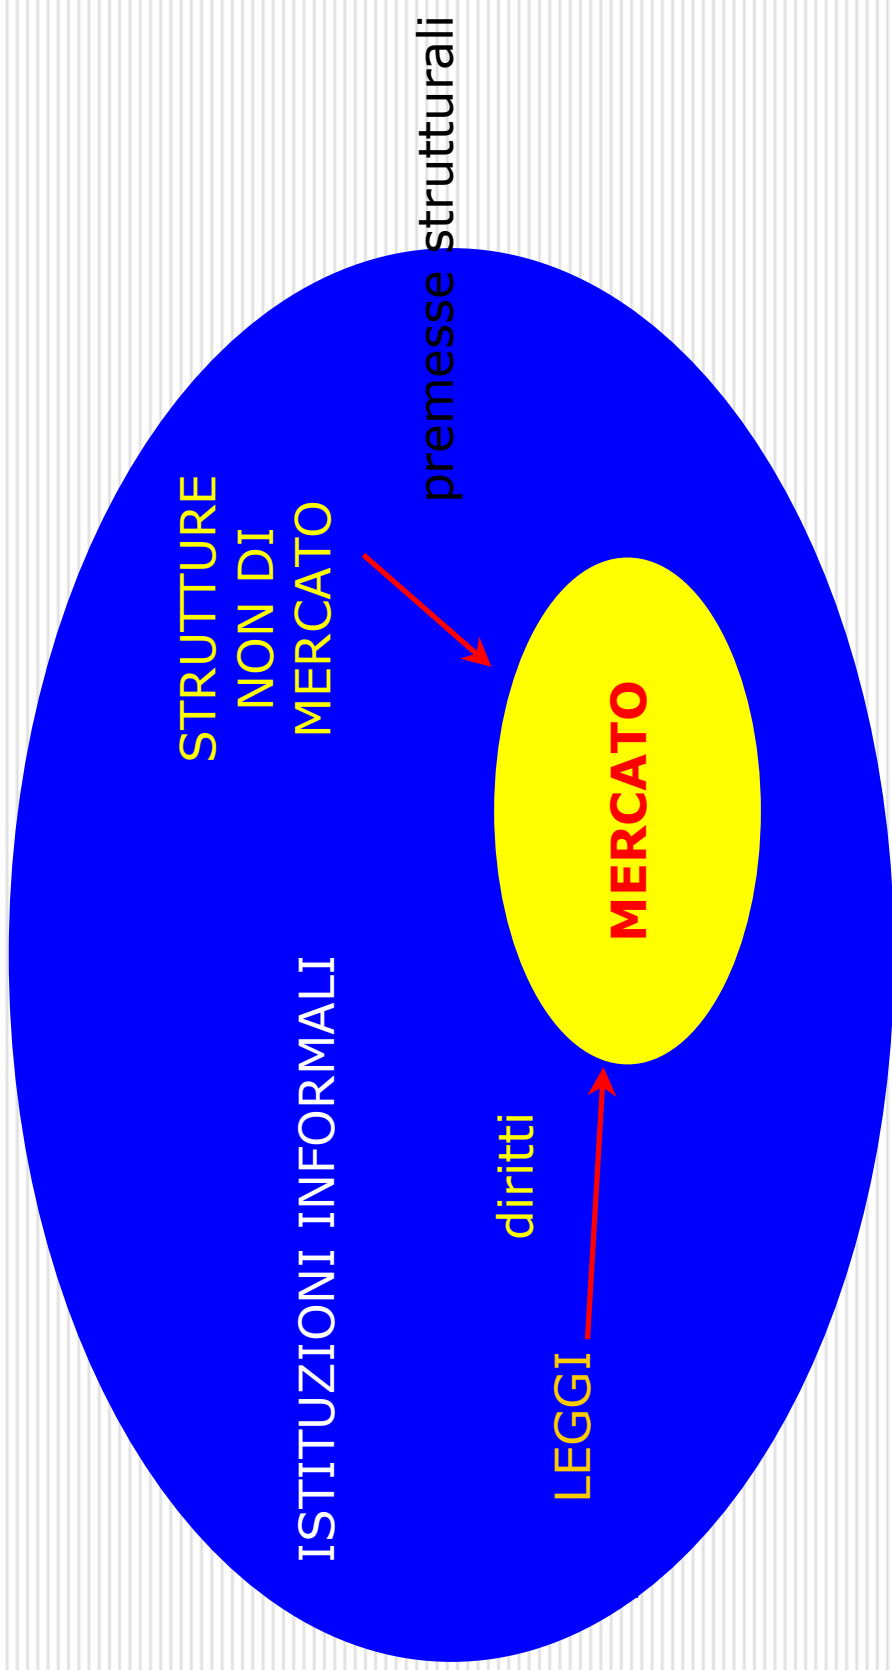 ISTITUZIONI INFORMALI
STRUTTURE
NON DI
MERCATO
premesse strutturali
diritti
LEGGI
MERCATO